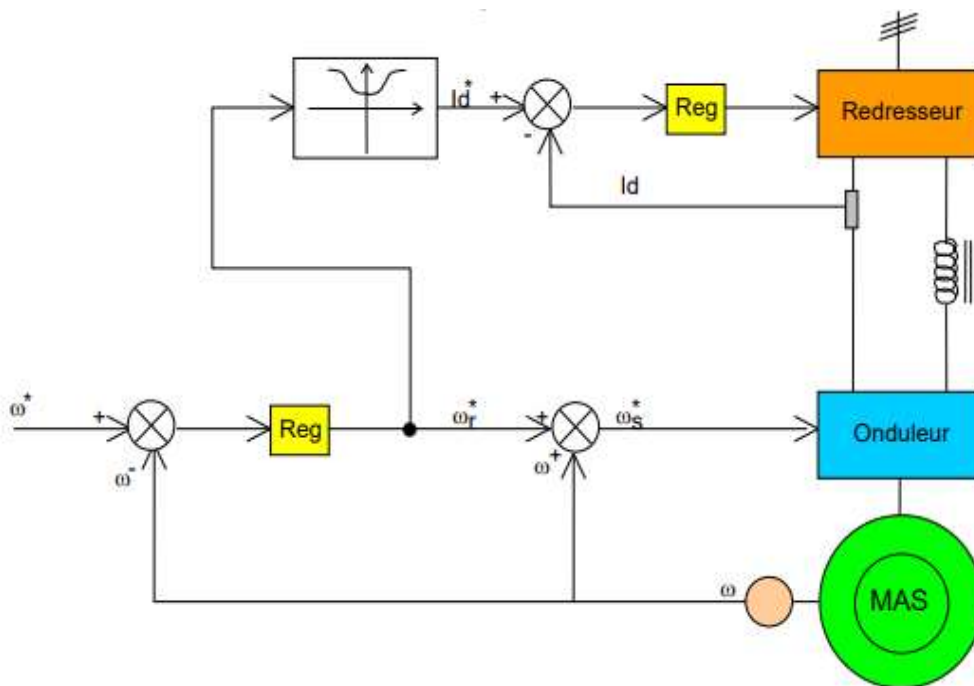 Id* + Reg Redresseur
-
Id
ω* + Reg ωr* + ωs* Onduleur
ω- ω+
ω MAS